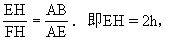 EH/FH = AB/AE . 即EH=2h,